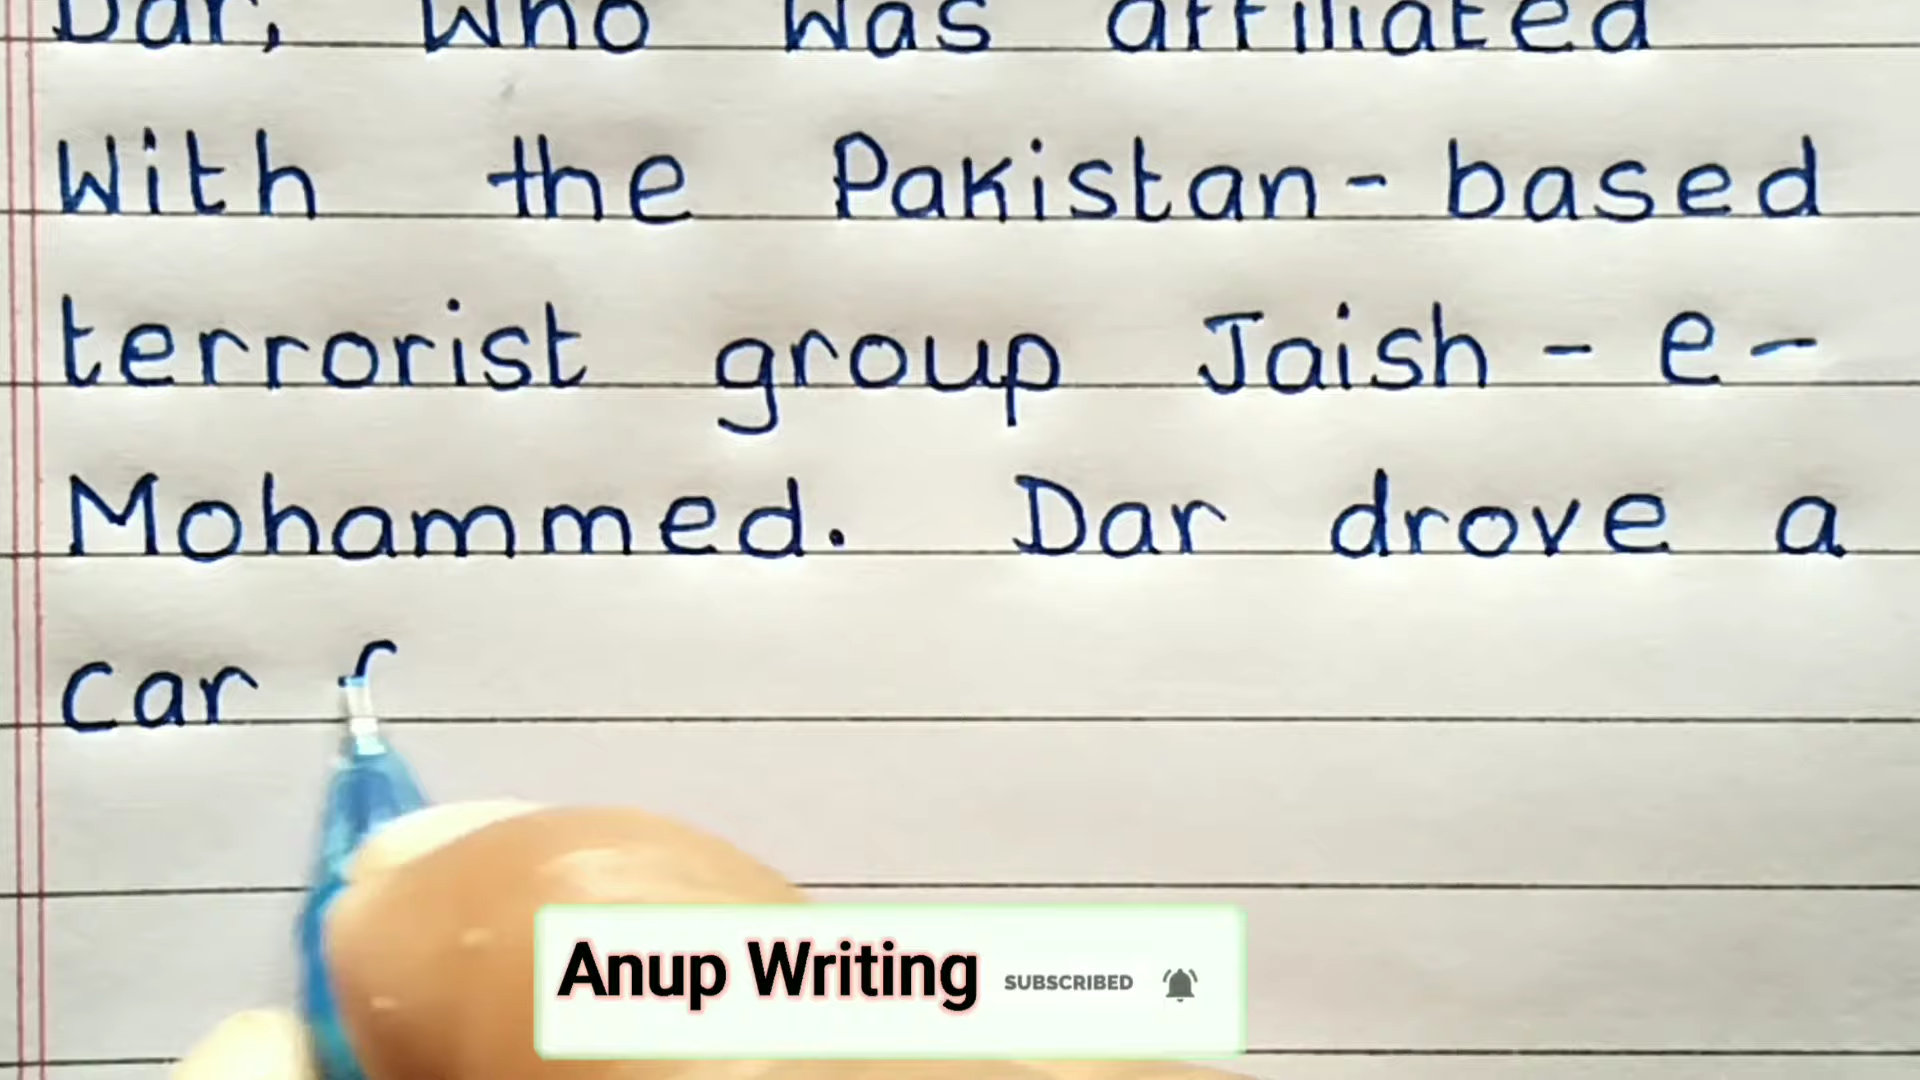 Dar, who was affiliated
With the Pakistan-based
terrorist group Jaish-e-
Mohammed. Dar drove a
car f
Anup Writing SUBSCRIBED